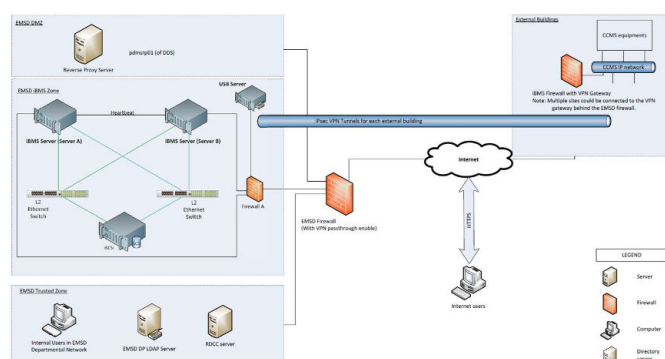 EMSD DMZ
pdmsrp01 (of DDS)
Reverse Proxy Server
EMSD iBMS Zone
USB Server
Heartbeat
iBMS Server (Server A)
iBMS Server (Server B)
L2
Ethernet
Switch
L2
Ethernet
Switch
iSCSI
Firewall A
IPsec VPN Tunnels for each external building
EMSD Firewall
(With VPN passthrough enable)
EMSD Trusted Zone
Internal Users in EMSD
Departmental Network
EMSD DP LDAP Server
RDCC server
Internet
HTTPS
Internet users
External Buildings
CCMS equipments
CCMS IP network
iBMS Firewall with VPN Gateway
Note: Multiple sites could be connected to the VPN
gateway behind the EMSD firewall.
LEGEND
Server
Firewall
Computer
Directory